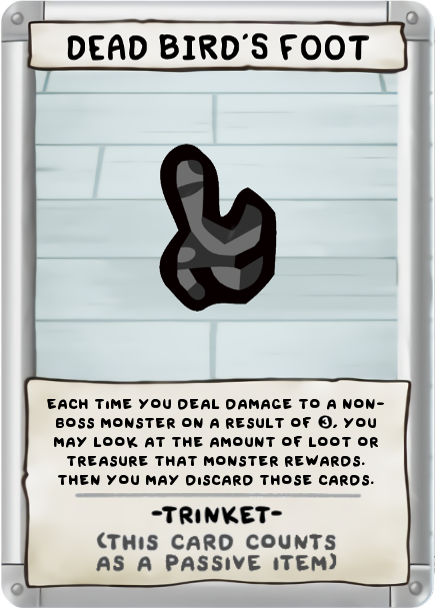 DEAD BIRD'S FOOT
EACH TIME YOU DEAL DAMAGE TO A NON-
BOSS MONSTER ON A RESULT OF ③, YOU
MAY LOOK AT THE AMOUNT OF LOOT OR
TREASURE THAT MONSTER REWARDS.
THEN YOU MAY DISCARD THOSE CARDS.
-TRINKET-
(THIS CARD COUNTS
AS A PASSIVE ITEM)